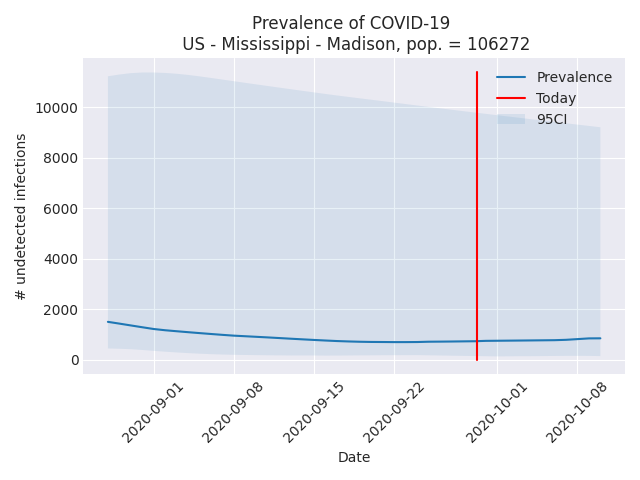 Prevalence of COVID-19
US - Mississippi - Madison, pop. = 106272
Prevalence
Today
95CI
# undetected infections
10000
8000
6000
4000
2000
0
2020-09-01
2020-09-08
2020-09-15
2020-09-22
2020-10-01
2020-10-08
Date